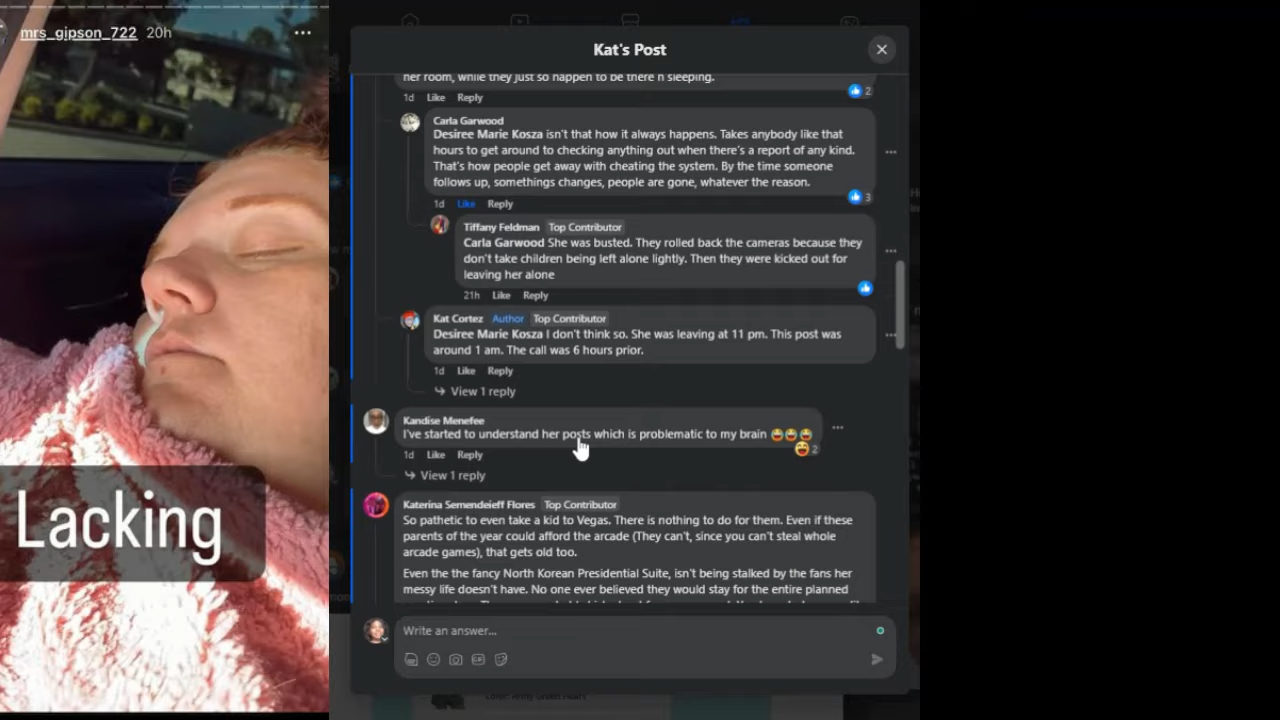 mrs_gipson_722 20h
Lacking
Kat's Post
her room, while they just so happen to be there n sleeping.
1d Like Reply
2
Carla Garwood
Desiree Marie Kosza isn't that how it always happens. Takes anybody like that
hours to get around to checking anything out when there's a report of any kind.
That's how people get away with cheating the system. By the time someone
follows up, somethings changes, people are gone, whatever the reason.
3
1d Like Reply
Tiffany Feldman Top Contributor
Carla Garwood She was busted. They rolled back the cameras because they
don't take children being left alone lightly. Then they were kicked out for
leaving her alone
21h Like Reply
Kat Cortez Author Top Contributor
Desiree Marie Kosza I don't think so. She was leaving at 11 pm. This post was
around 1 am. The call was 6 hours prior.
1d Like Reply
View 1 reply
Kandise Menefee
I've started to understand her posts which is problematic to my brain 😂😂😂
2
1d Like Reply
View 1 reply
Katerina Semendeieff Flores Top Contributor
So pathetic to even take a kid to Vegas. There is nothing to do for them. Even if these
parents of the year could afford the arcade (They can't, since you can't steal whole
arcade games), that gets old too.
Even the the fancy North Korean Presidential Suite, isn't being stalked by the fans her
messy life doesn't have. No one ever believed they would stay for the entire planned
Write an answer...
GIF